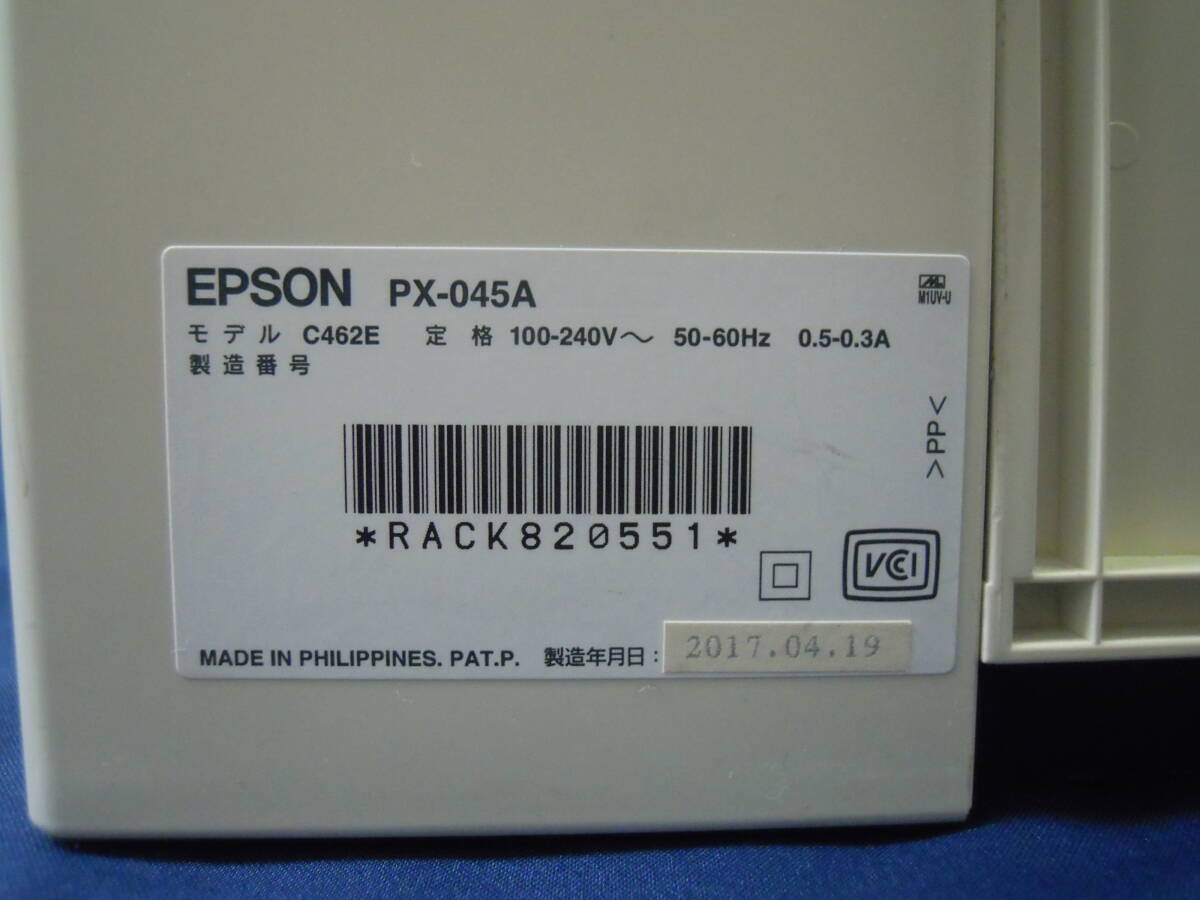 EPSON PX-045A
M1UV-U
モデル C462E 定格 100-240V～ 50-60Hz 0.5-0.3A
製造番号
>PP<
*RACK820551*
VCCI
MADE IN PHILIPPINES. PAT.P. 製造年月日：2017.04.19